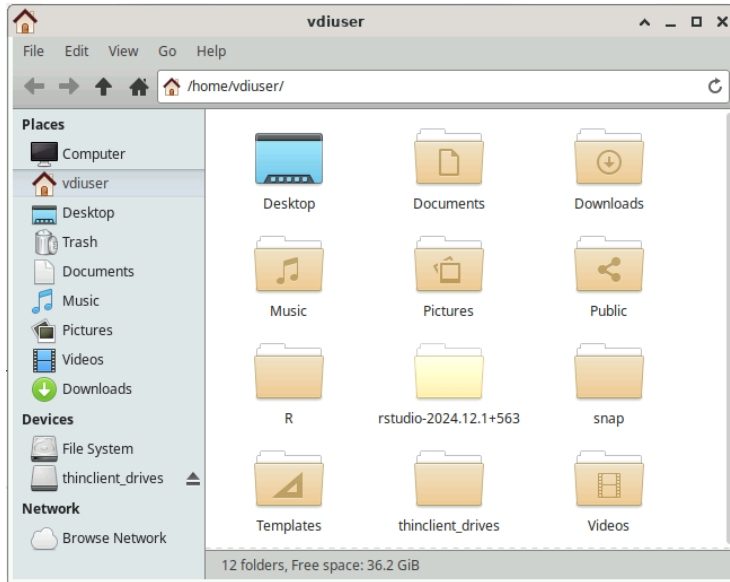 vdiuser
File Edit View Go Help
/home/vdiuser/
Places
Computer
vdiuser
Desktop
Trash
Documents
Music
Pictures
Videos
Downloads
Devices
File System
thinclient_drives
Network
Browse Network
Desktop Documents Downloads
Music Pictures Public
R rstudio-2024.12.1+563 snap
Templates thinclient_drives Videos
12 folders, Free space: 36.2 GiB